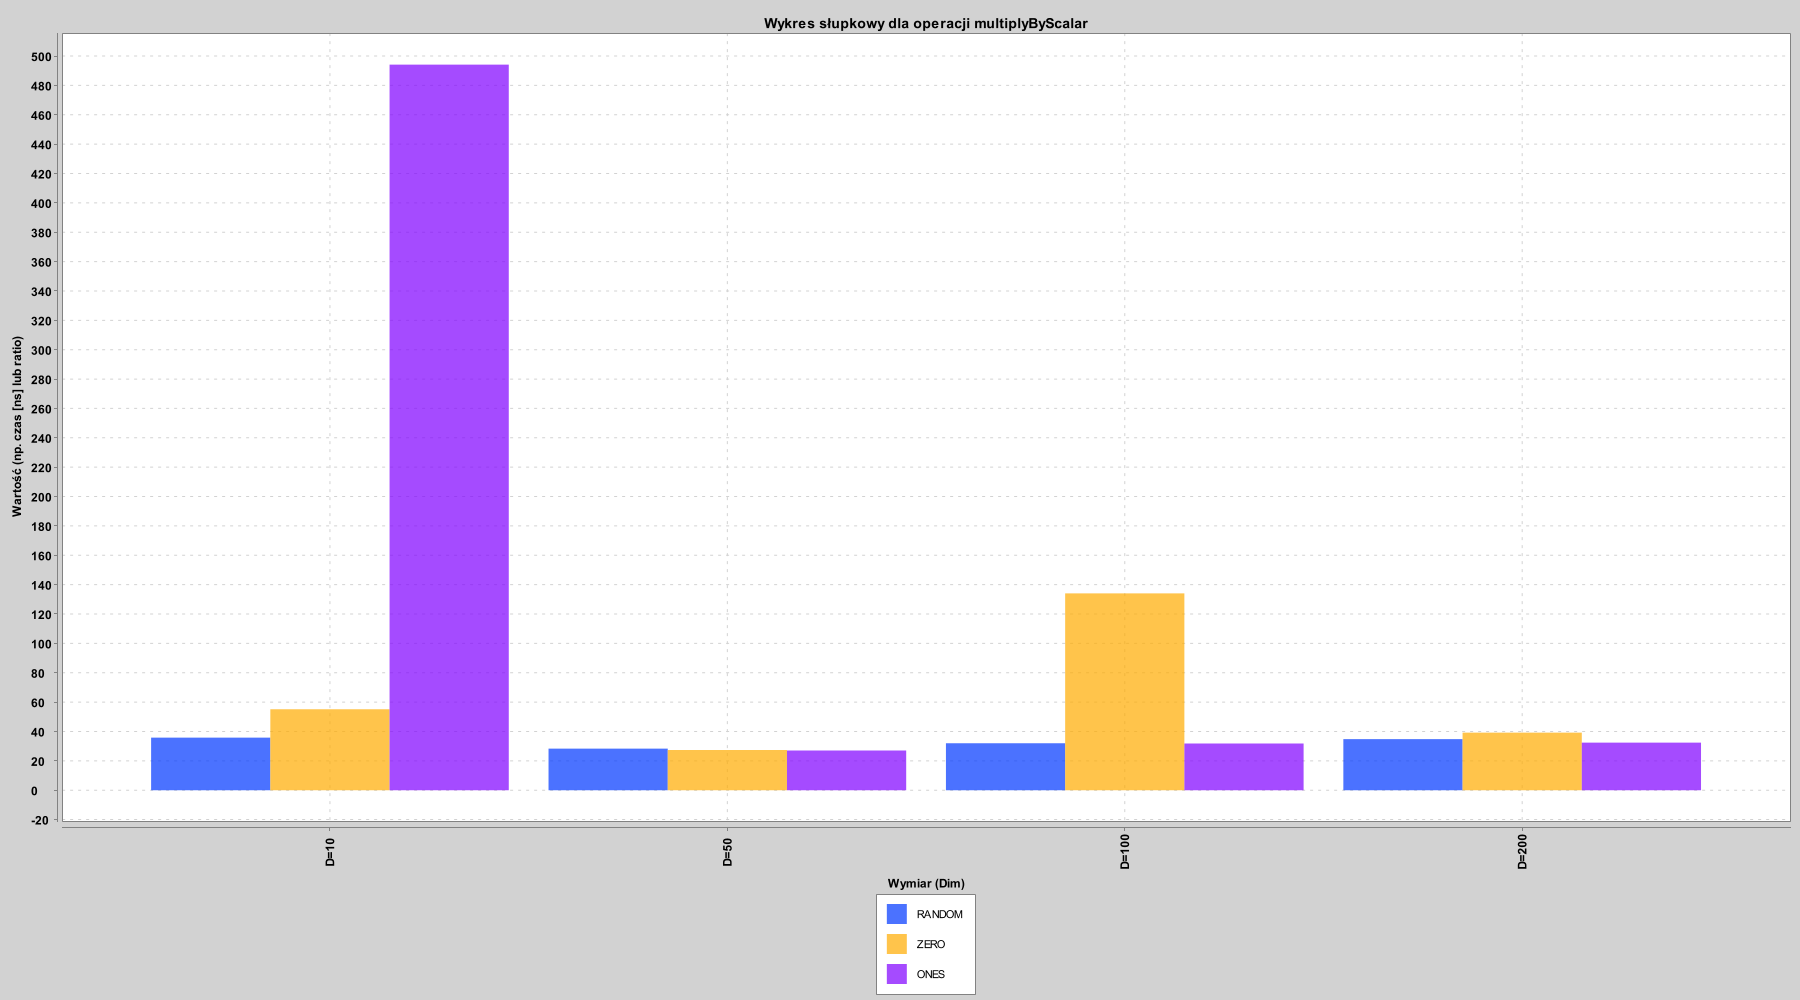 Wykres słupkowy dla operacji multiplyByScalar
Wartość (np. czas [ns] lub ratio)
500
480
460
440
420
400
380
360
340
320
300
280
260
240
220
200
180
160
140
120
100
80
60
40
20
0
-20
D=10
D=50
D=100
D=200
Wymiar (Dim)
RANDOM
ZERO
ONES